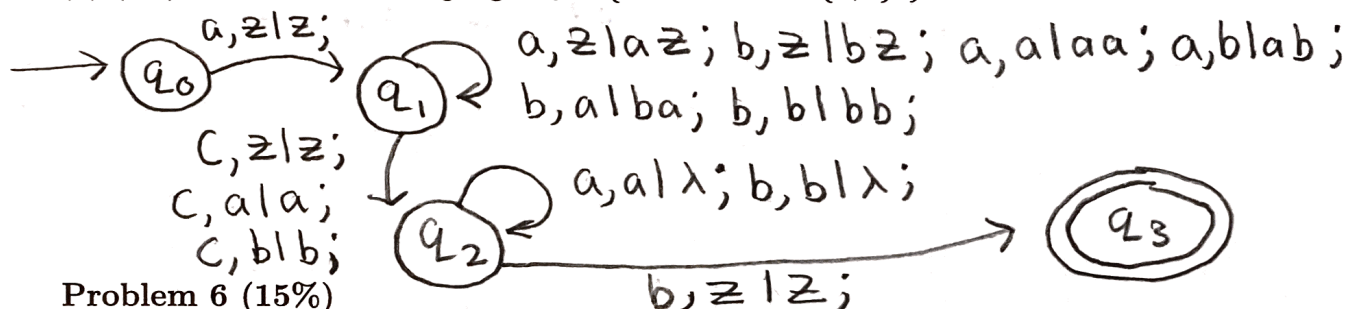 a,z|z;
a,z|az; b,z|bz; a,a|aa; a,b|ab;
q0
q1
b,a|ba; b,b|bb;
C,z|z;
a,a|λ; b,b|λ;
C,a|a;
q2
q3
C,b|b;
b,z|z;
Problem 6 (15%)